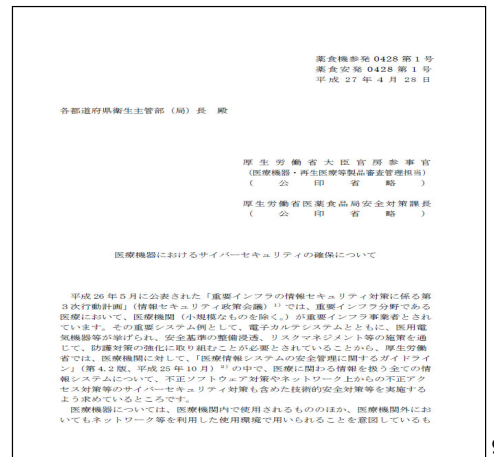 薬食機参発 0428 第 1 号
薬食安発 0428 第 1 号
平成 27 年 4 月 28 日
各都道府県衛生主管部（局）長　殿
厚生労働省大臣官房参事官
(医療機器・再生医療等製品審査管理担当)
（　公　印　省　略　）
厚生労働省医薬食品局安全対策課長
（　公　印　省　略　）
医療機器におけるサイバーセキュリティの確保について
平成 26 年 5 月に公表された「重要インフラの情報セキュリティ対策に係る第
3 次行動計画」（情報セキュリティ政策会議）1) では、重要インフラ分野である
医療において、医療機関（小規模なものを除く。）が重要インフラ事業者とされ
ています。その重要システム例として、電子カルテシステムとともに、医用電
気機器等が挙げられ、安全基準の整備浸透、リスクマネジメント等の施策を通
じて、防護対策の強化に取り組むことが必要とされていることから、厚生労働
省では、医療機関に対して、「医療情報システムの安全管理に関するガイドライ
ン」（第 4.2 版、平成 25 年 10 月）2) の中で、医療に関わる情報を扱う全ての情
報システムについて、不正ソフトウェア対策やネットワーク上からの不正アク
セス対策等のサイバーセキュリティ対策も含めた技術的安全対策等を実施する
よう求めているところです。
医療機器については、医療機関内で使用されるもののほか、医療機関外にお
いてもネットワーク等を利用した使用環境で用いられることを意図しているも